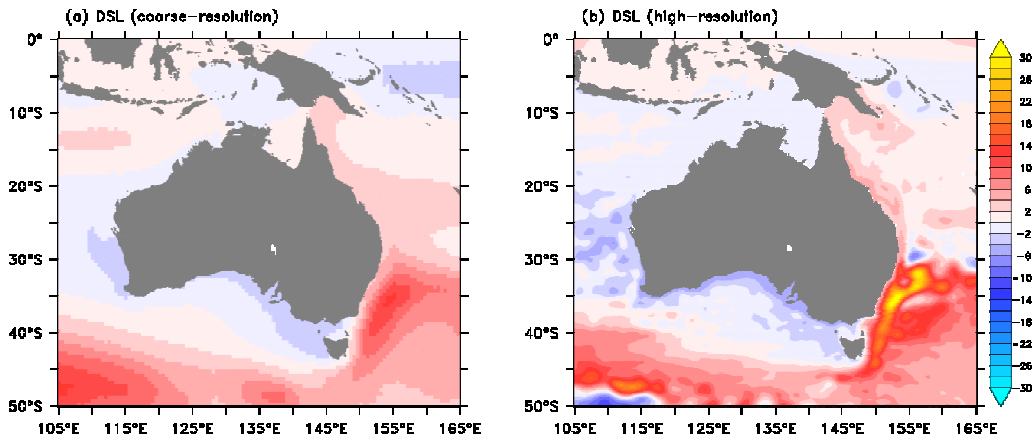 (a) DSL (coarse-resolution)
0°
10°S
20°S
30°S
40°S
50°S
105°E 115°E 125°E 135°E 145°E 155°E 165°E
(b) DSL (high-resolution)
0°
10°S
20°S
30°S
40°S
50°S
105°E 115°E 125°E 135°E 145°E 155°E 165°E
30
26
22
18
14
10
6
2
-2
-6
-10
-14
-18
-22
-26
-30